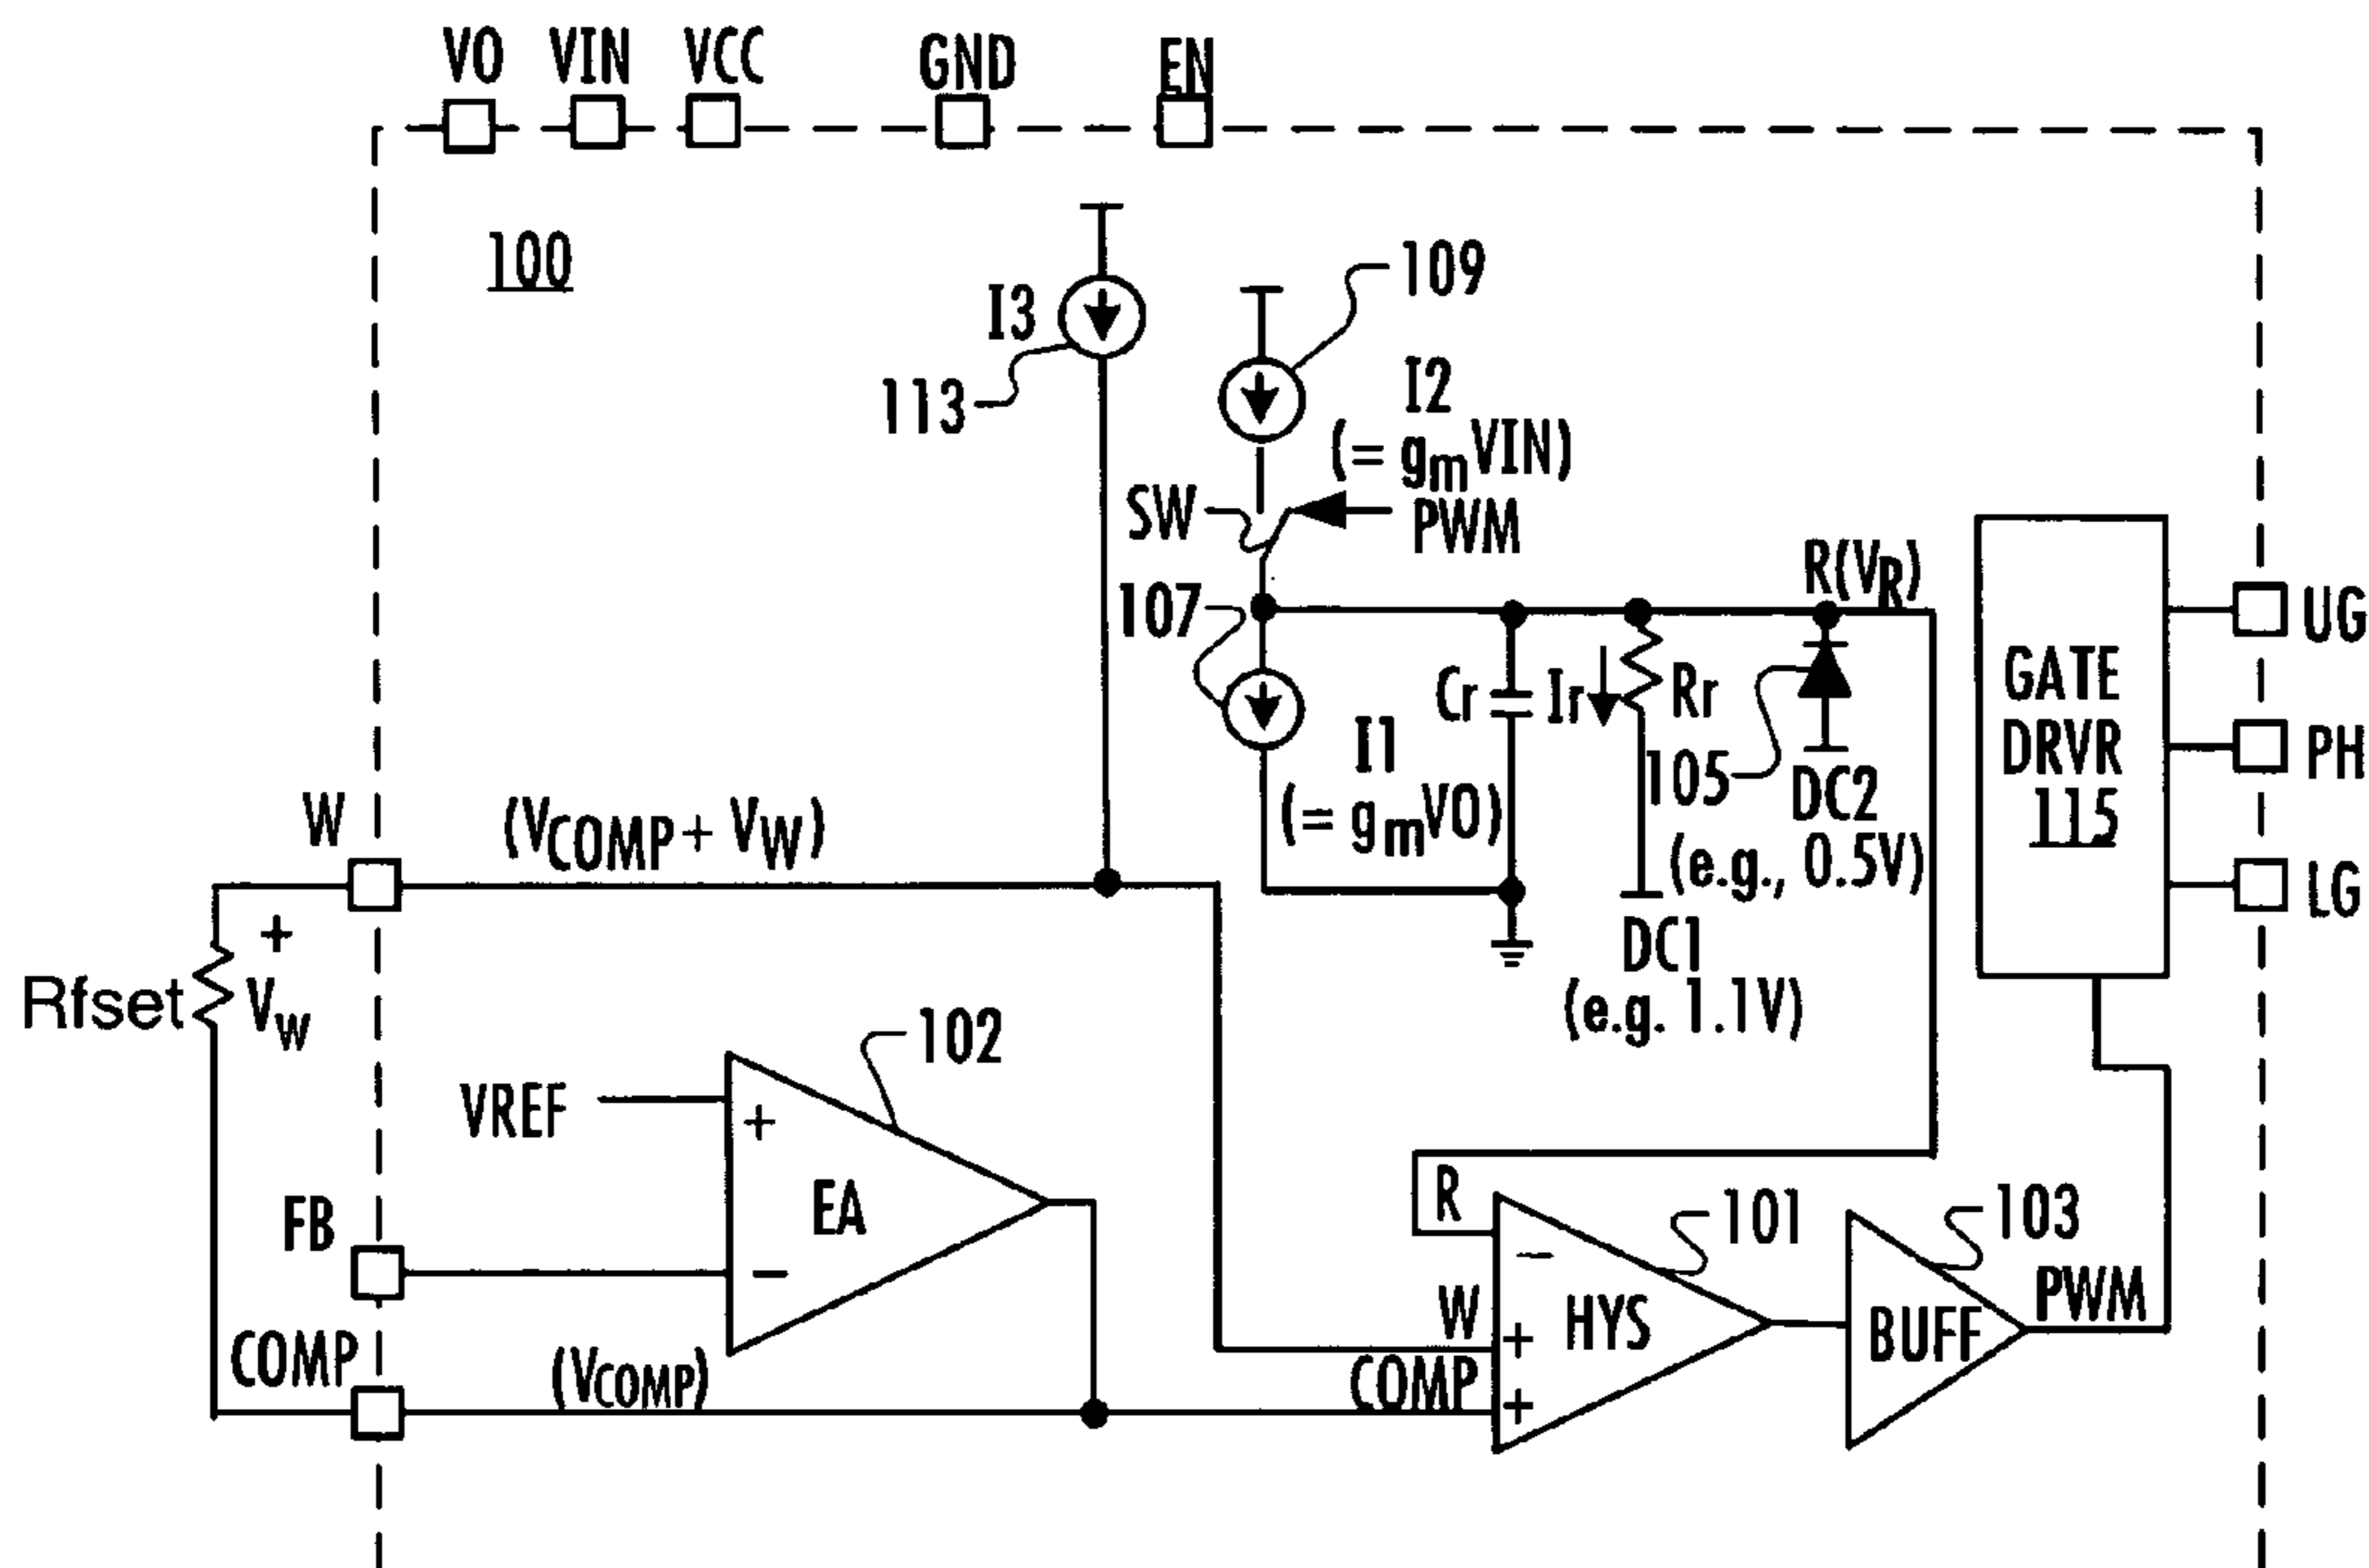 VO VIN VCC GND EN
100
I3
113
109
I2
(= gmVIN)
SW
PWM
107
R(VR)
Cr
Ir
Rr
I1
(= gmVO)
105
DC2
(e.g., 0.5V)
DC1
(e.g. 1.1V)
GATE
DRVR
115
UG
PH
LG
W
(VCOMP+ VW)
+
Rfset
Vw
102
VREF
+
EA
FB
−
COMP
(VCOMP)
R
−
W
+
COMP
+
HYS
101
BUFF
103
PWM